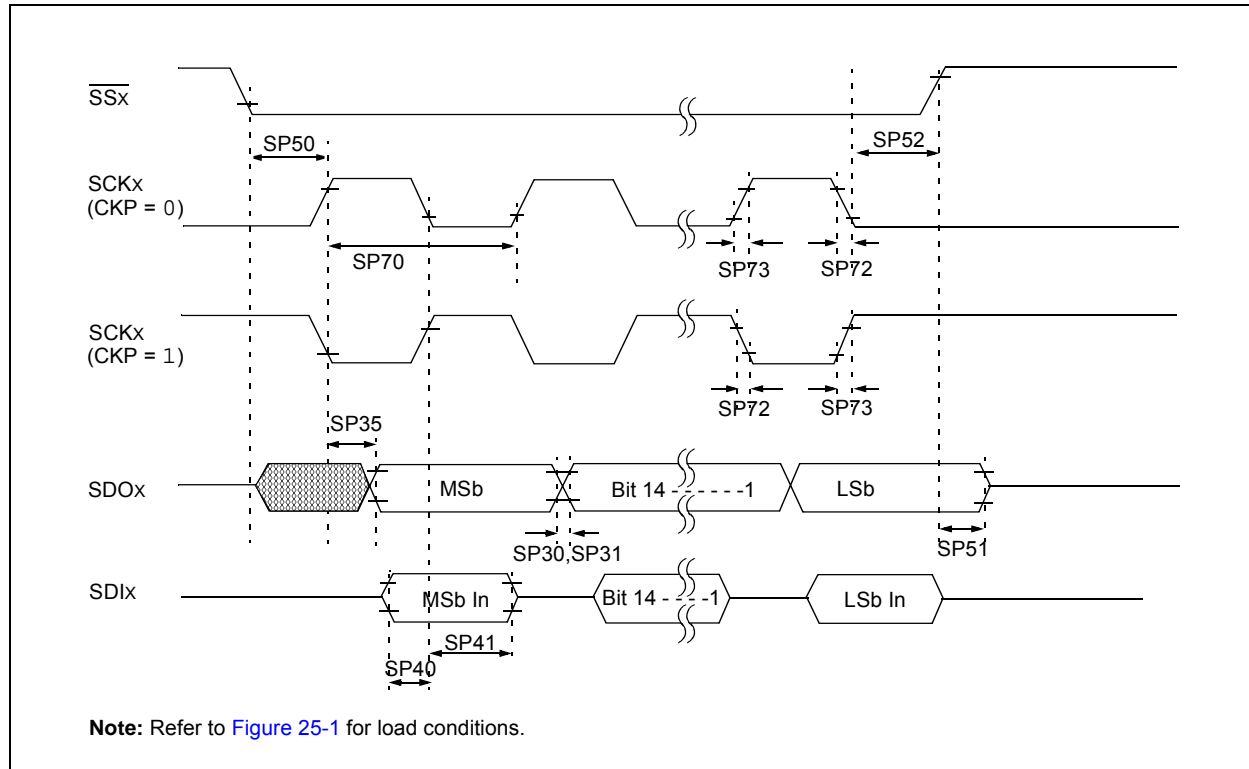 SSx
SP50
SP52
SCKx
(CKP = 0)
SP70
SP73
SP72
SCKx
(CKP = 1)
SP72
SP73
SP35
SDOx
MSb
Bit 14 - - - - - -1
LSb
SP30,SP31
SP51
SDIx
MSb In
Bit 14 - - - -1
LSb In
SP41
SP40
Note: Refer to Figure 25-1 for load conditions.